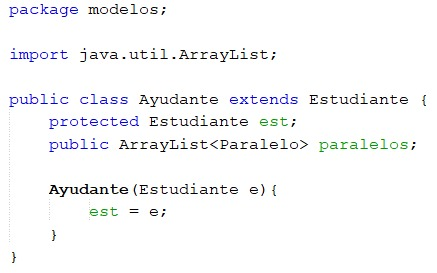 package modelos;
import java.util.ArrayList;
public class Ayudante extends Estudiante {
protected Estudiante est;
public ArrayList<Paralelo> paralelos;
Ayudante(Estudiante e){
est = e;
}
}